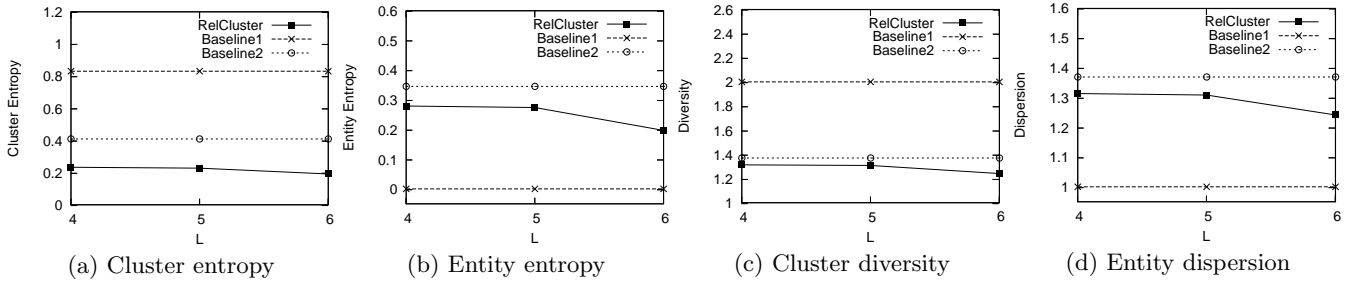 1.2
1
0.8
0.6
0.4
0.2
0
Cluster Entropy
RelCluster
Baseline1
Baseline2
4 5 6
L
(a) Cluster entropy
0.6
0.5
0.4
0.3
0.2
0.1
0
Entity Entropy
RelCluster
Baseline1
Baseline2
4 5 6
L
(b) Entity entropy
2.6
2.4
2.2
2
1.8
1.6
1.4
1.2
1
Diversity
RelCluster
Baseline1
Baseline2
4 5 6
L
(c) Cluster diversity
1.6
1.5
1.4
1.3
1.2
1.1
1
Dispersion
RelCluster
Baseline1
Baseline2
4 5 6
L
(d) Entity dispersion